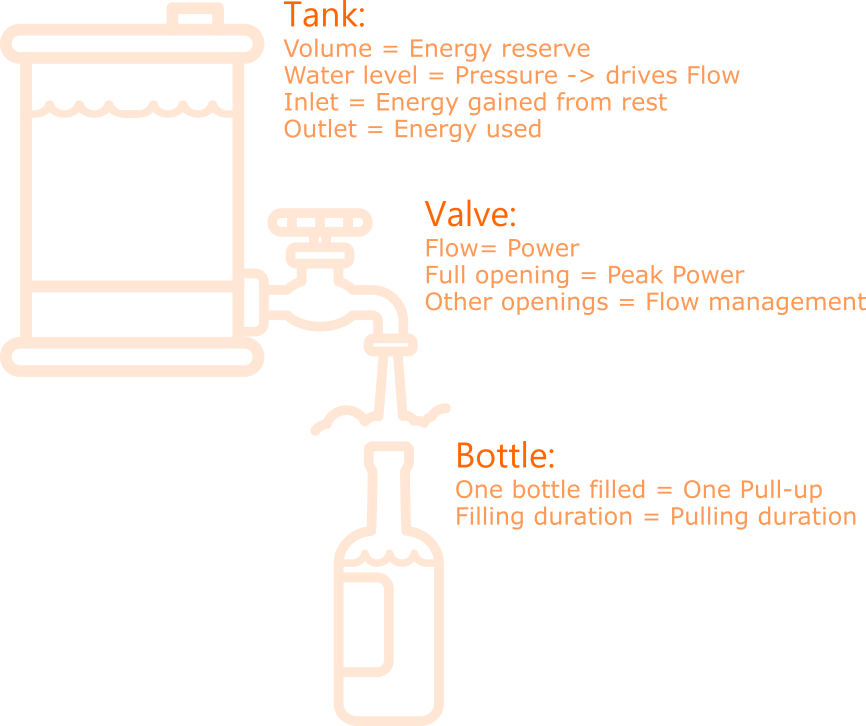 Tank:
Volume = Energy reserve
Water level = Pressure -> drives Flow
Inlet = Energy gained from rest
Outlet = Energy used
Valve:
Flow= Power
Full opening = Peak Power
Other openings = Flow management
Bottle:
One bottle filled = One Pull-up
Filling duration = Pulling duration